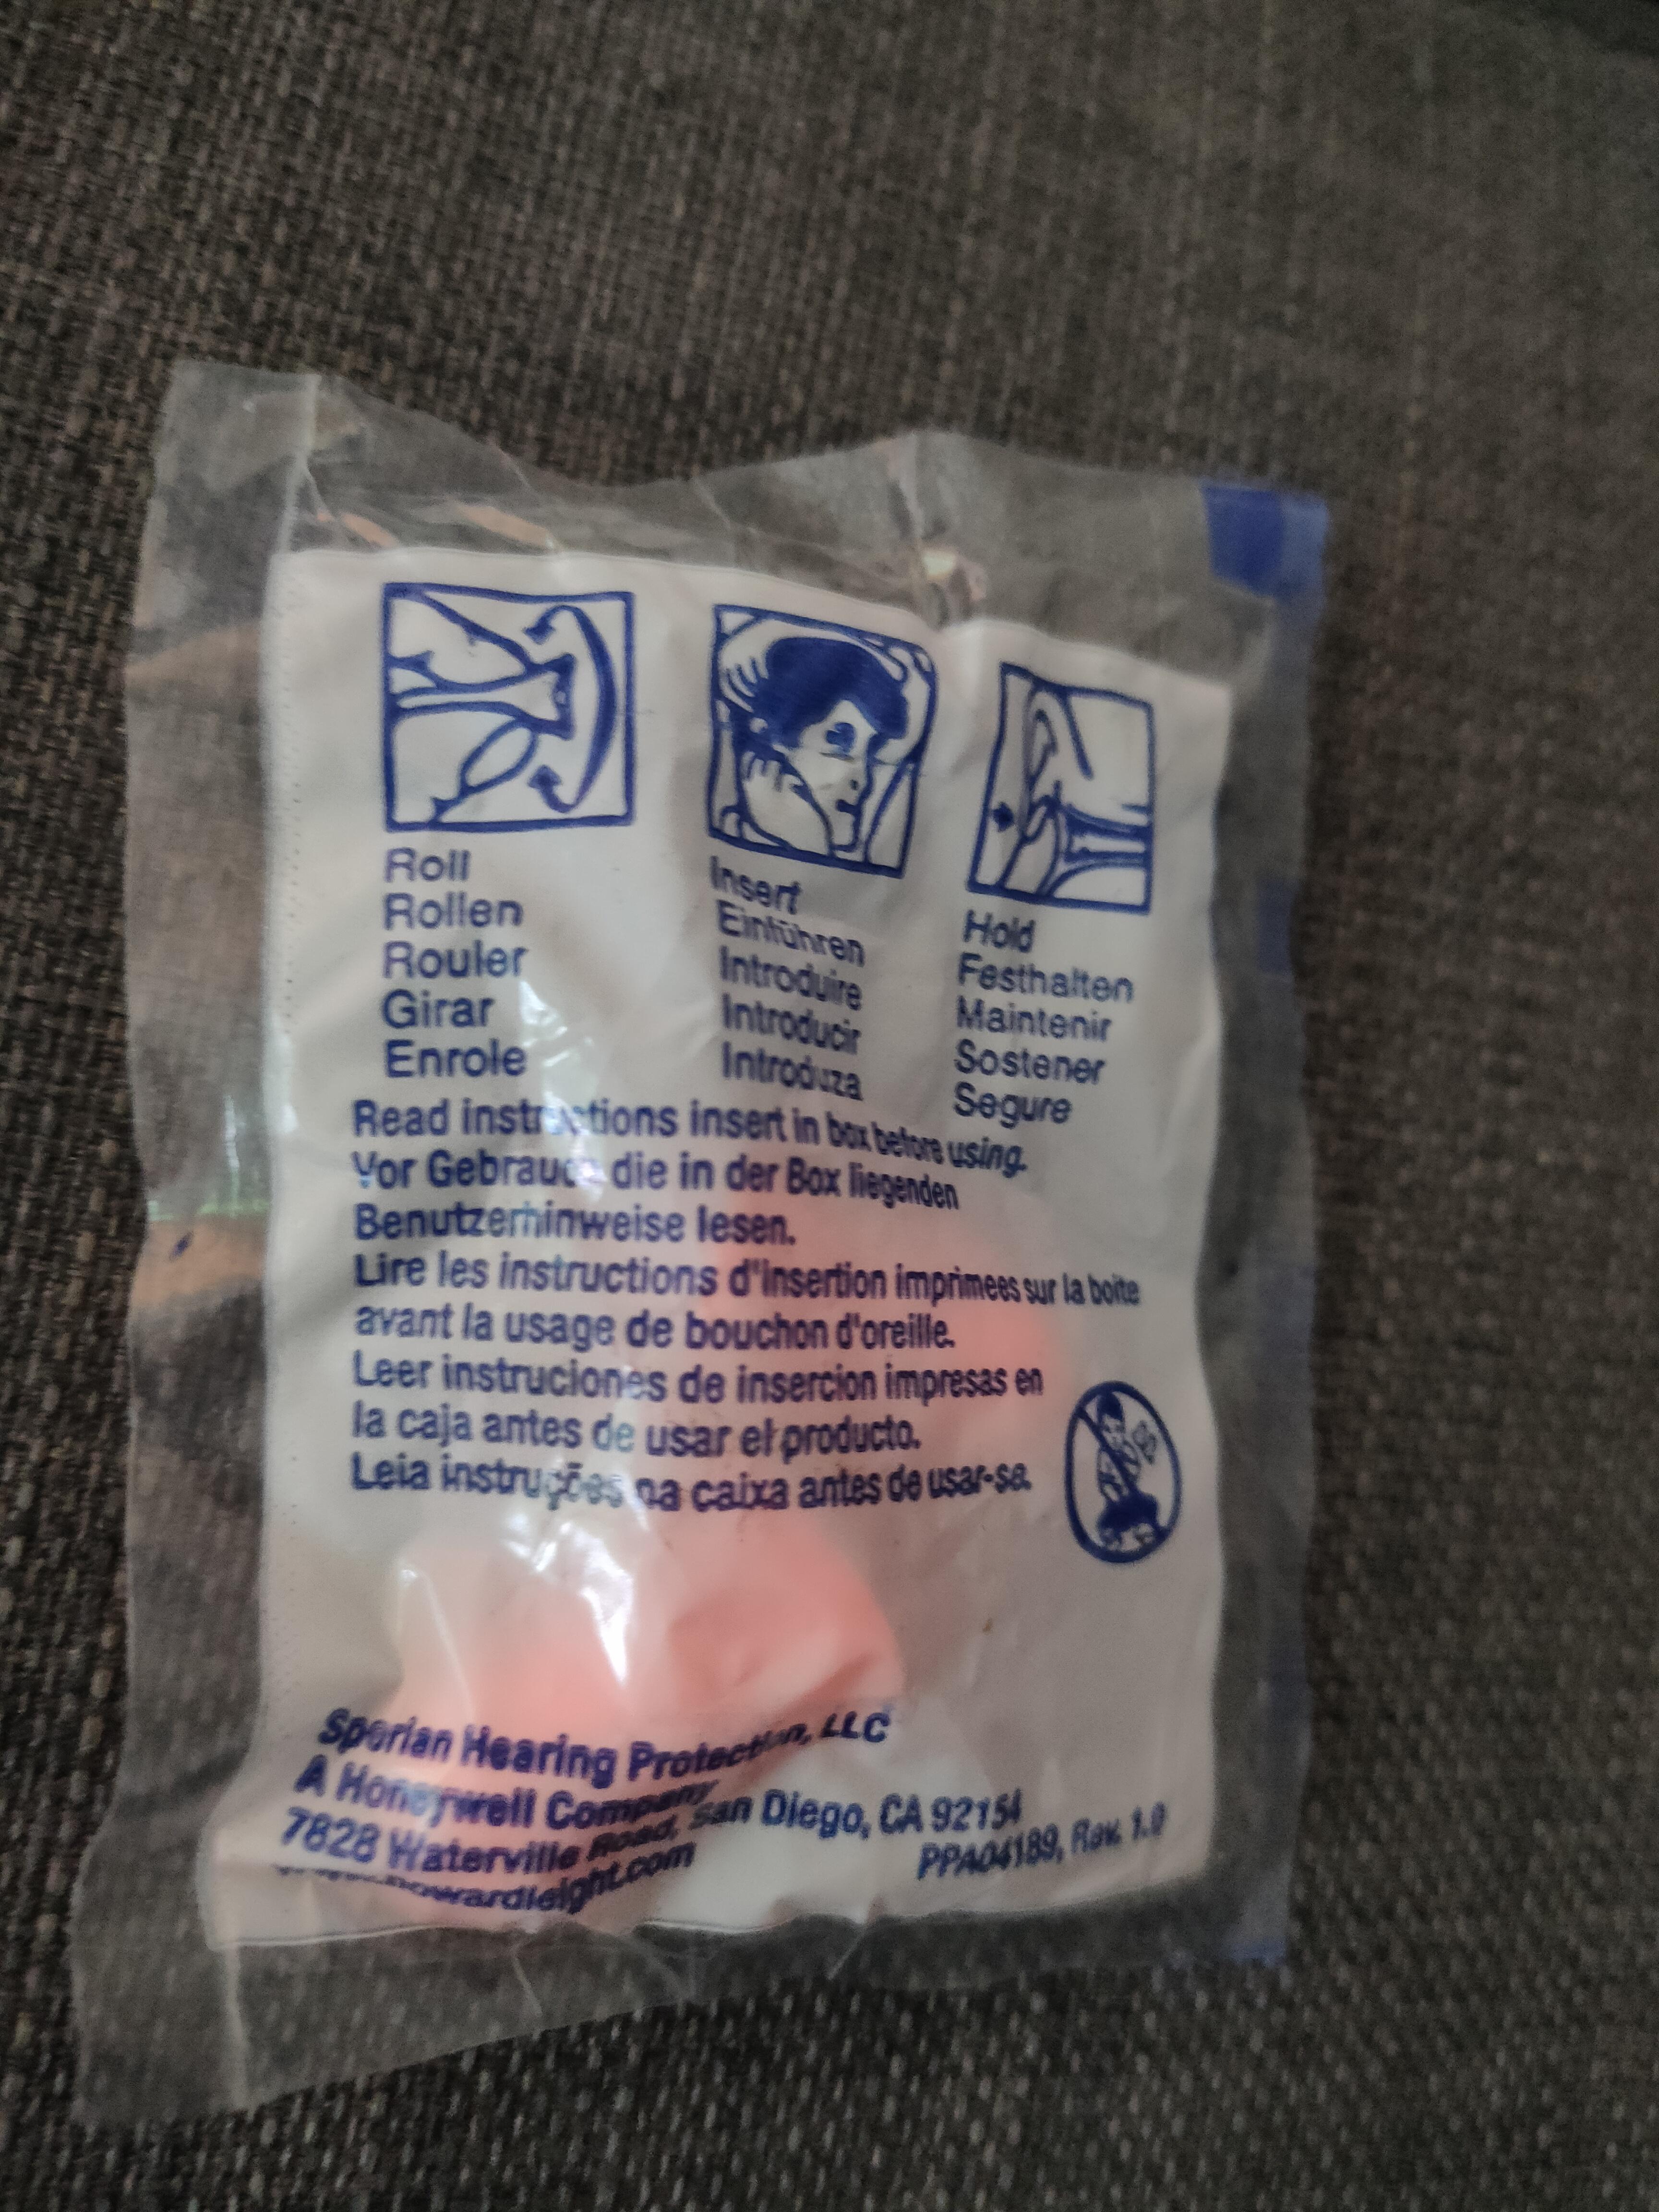 Roll
Rollen
Rouler
Girar
Enrole
Insert
Einführen
Introduire
Introducir
Introduza
Hold
Festhalten
Maintenir
Sostener
Segure
Read instructions insert in box before using.
Vor Gebrauch die in der Box liegenden
Benutzerhinweise lesen.
Lire les instructions d'insertion imprimees sur la boite
avant la usage de bouchon d'oreille.
Leer instruciones de insercion impresas en
la caja antes de usar el producto.
Leia instruções na caixa antes de usar-se.
Sperian Hearing Protection, LLC
A Honeywell Company
7828 Waterville Road, San Diego, CA 92154
www.howardleight.com
PPA04189, Rev. 1.0